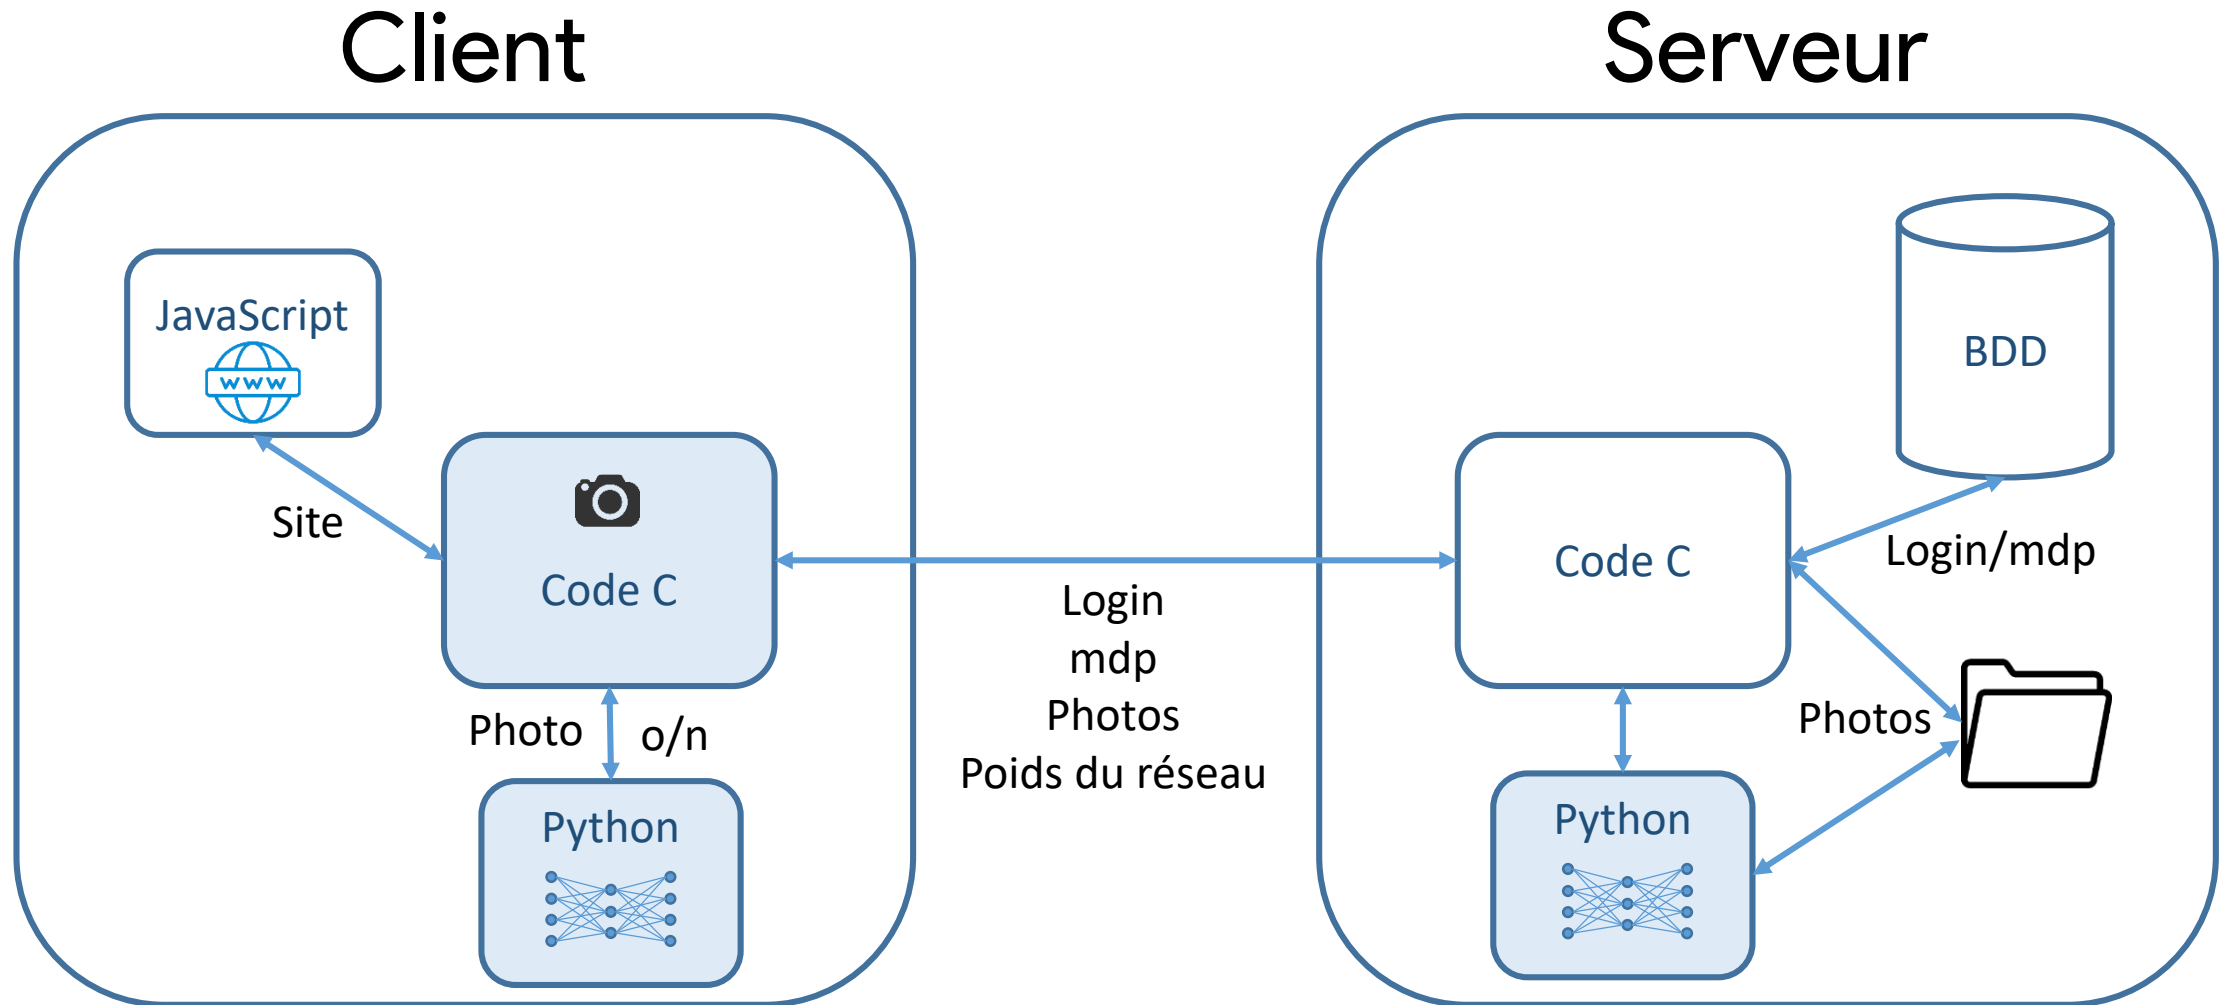 Client
Serveur
JavaScript
www
Site
Code C
Photo
o/n
Python
Login
mdp
Photos
Poids du réseau
Code C
BDD
Login/mdp
Photos
Python